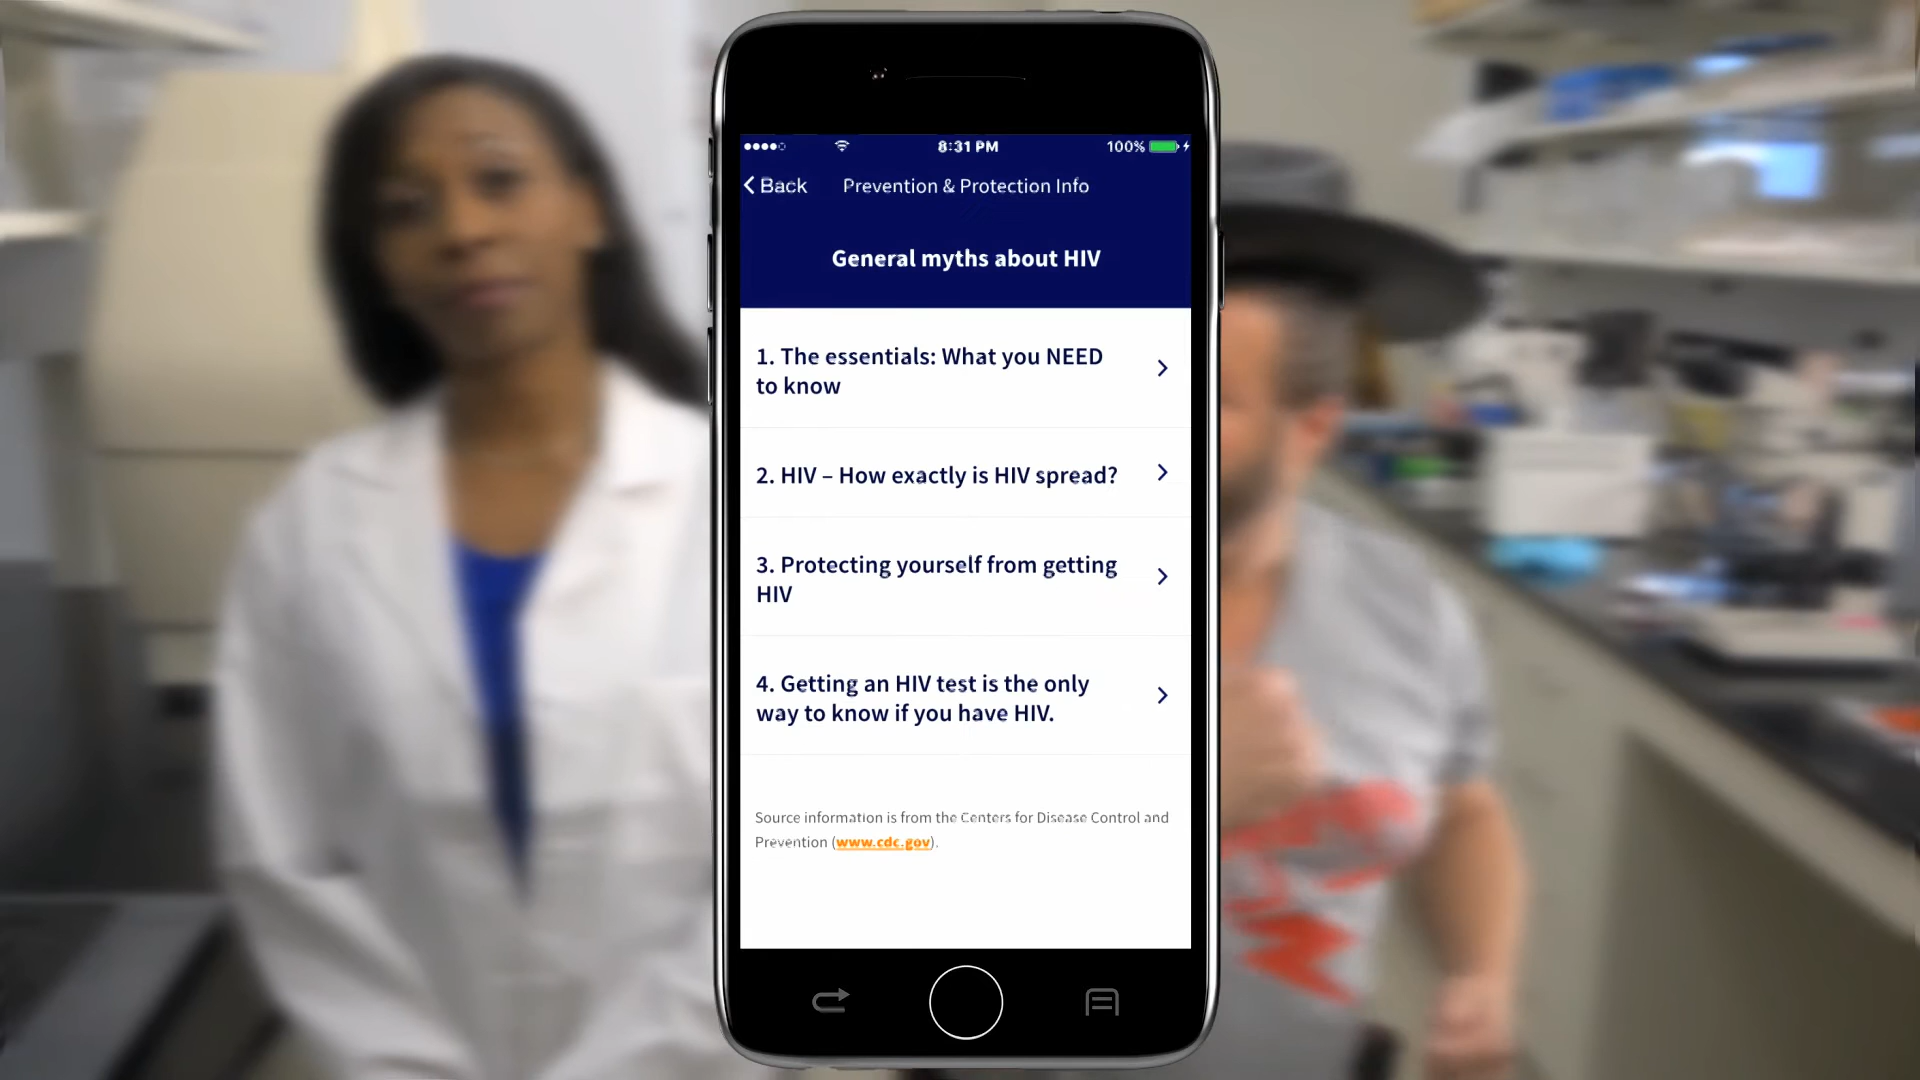 8:31 PM
100%
Back
Prevention & Protection Info
General myths about HIV
1. The essentials: What you NEED
to know
2. HIV – How exactly is HIV spread?
3. Protecting yourself from getting
HIV
4. Getting an HIV test is the only
way to know if you have HIV.
Source information is from the Centers for Disease Control and
Prevention (www.cdc.gov).